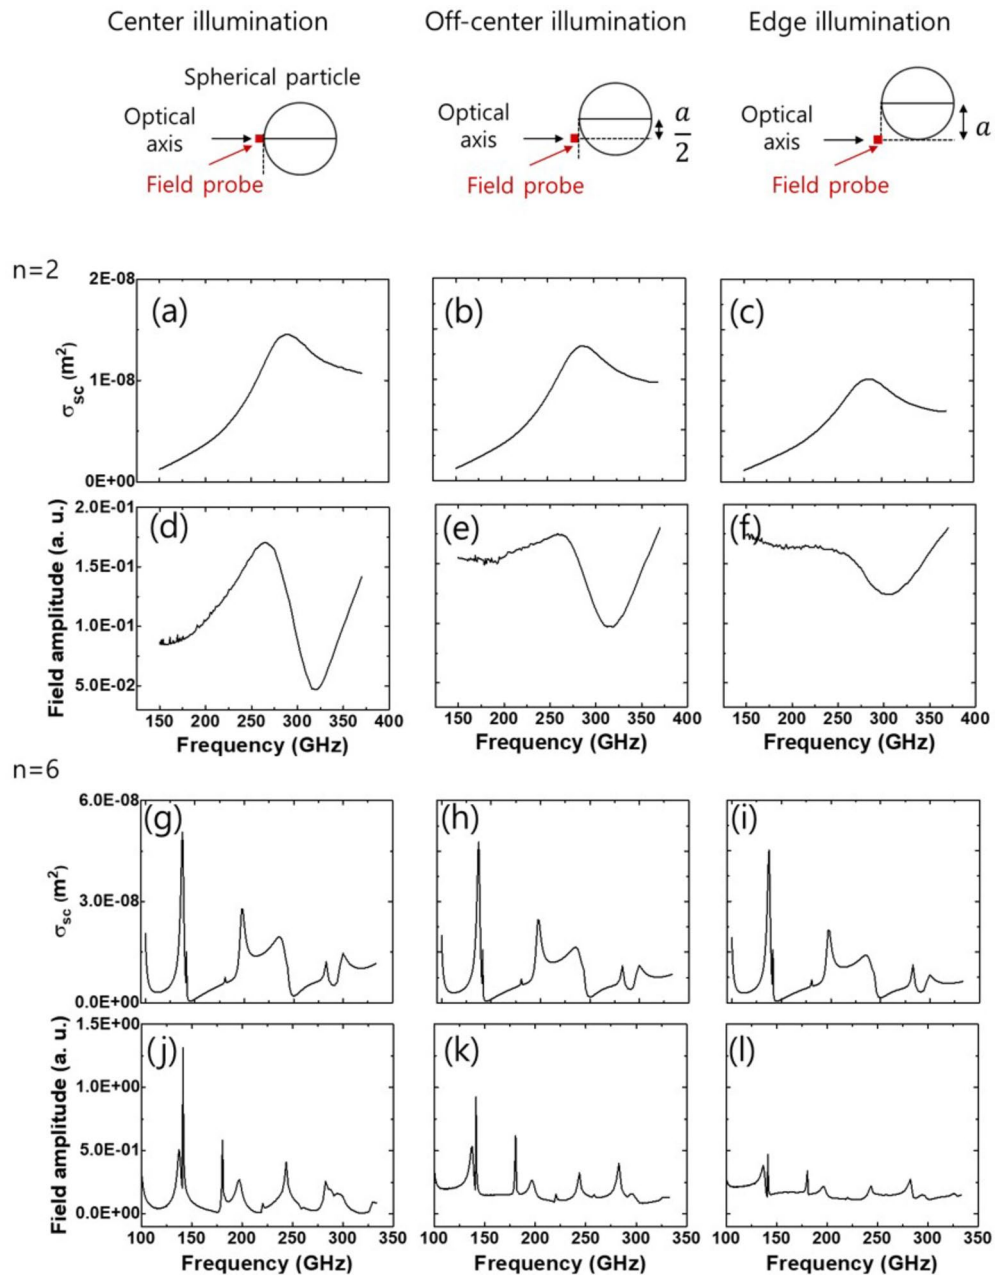 Center illumination
Off-center illumination
Edge illumination
Spherical particle
Optical
axis
Field probe
Optical
axis
Field probe
a
2
Optical
axis
Field probe
a
n=2
2E-08
1E-08
0E+00
σsc (m²)
(a)
(b)
(c)
2.0E-01
1.5E-01
1.0E-01
5.0E-02
Field amplitude (a. u.)
(d)
(e)
(f)
150 200 250 300 350 400
150 200 250 300 350 400
150 200 250 300 350 400
Frequency (GHz)
Frequency (GHz)
Frequency (GHz)
n=6
6.0E-08
3.0E-08
0.0E+00
σsc (m²)
(g)
(h)
(i)
1.5E+00
1.0E+00
5.0E-01
0.0E+00
Field amplitude (a. u.)
(j)
(k)
(l)
100 150 200 250 300 350
100 150 200 250 300 350
100 150 200 250 300 350
Frequency (GHz)
Frequency (GHz)
Frequency (GHz)